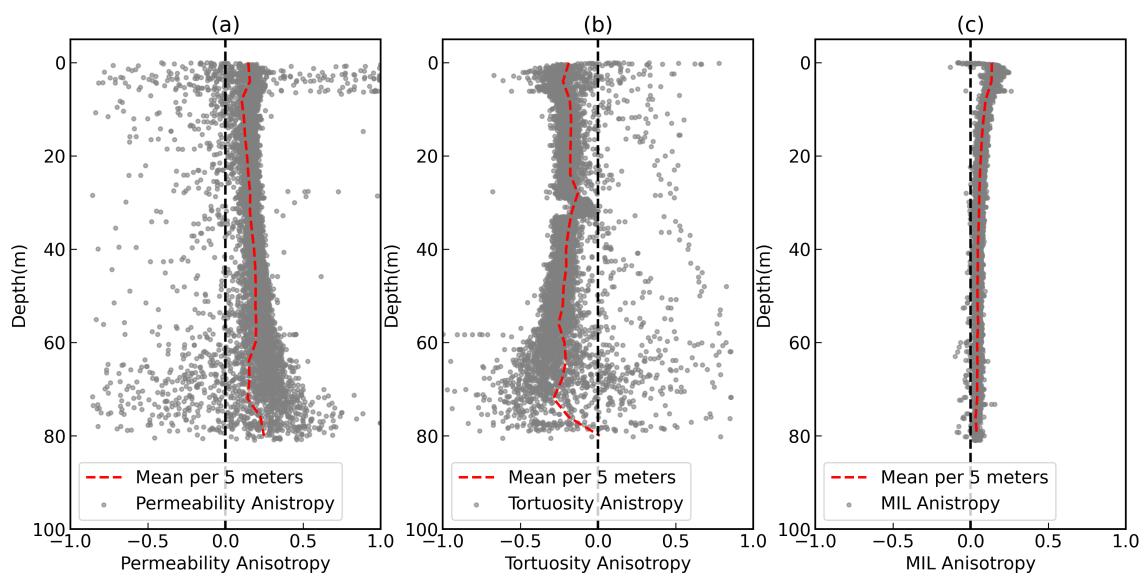 (a)
0
20
40
60
80
100
Depth(m)
−1.0 −0.5 0.0 0.5 1.0
Permeability Anisotropy
Mean per 5 meters
Permeability Anistropy
(b)
0
20
40
60
80
100
Depth(m)
−1.0 −0.5 0.0 0.5 1.0
Tortuosity Anisotropy
Mean per 5 meters
Tortuosity Anistropy
(c)
0
20
40
60
80
100
Depth(m)
−1.0 −0.5 0.0 0.5 1.0
MIL Anisotropy
Mean per 5 meters
MIL Anistropy